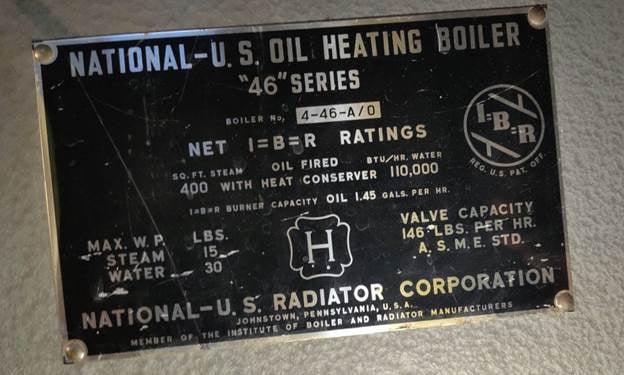 NATIONAL-U.S. OIL HEATING BOILER
"46" SERIES
BOILER No. 4-46-A/O
I=B=R
REG. U.S. PAT. OFF.
NET I=B=R RATINGS
SQ. FT. STEAM OIL FIRED BTU/HR. WATER
400 WITH HEAT CONSERVER 110,000
I=B=R BURNER CAPACITY OIL 1.45 GALS. PER HR.
MAX. W. P. LBS.
STEAM 15
WATER 30
H
VALVE CAPACITY
146 LBS. PER HR.
A. S. M. E. STD.
NATIONAL-U. S. RADIATOR CORPORATION
JOHNSTOWN, PENNSYLVANIA, U.S.A.
MEMBER OF THE INSTITUTE OF BOILER AND RADIATOR MANUFACTURERS